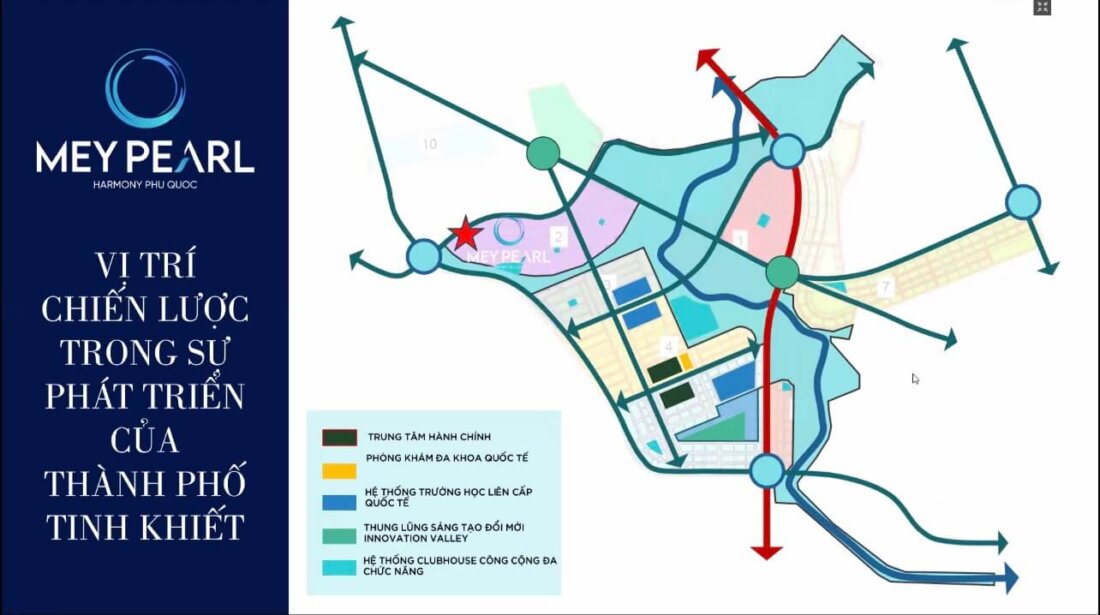 MEY PEARL
HARMONY PHU QUOC
VỊ TRÍ
CHIẾN LƯỢC
TRONG SỰ
PHÁT TRIỂN
CỦA
THÀNH PHỐ
TINH KHIẾT
10
2
MEY PEARL
1
3
7
4
TRUNG TÂM HÀNH CHÍNH
PHÒNG KHÁM ĐA KHOA QUỐC TẾ
HỆ THỐNG TRƯỜNG HỌC LIÊN CẤP
QUỐC TẾ
THUNG LŨNG SÁNG TẠO ĐỔI MỚI
INNOVATION VALLEY
HỆ THỐNG CLUBHOUSE CÔNG CỘNG ĐA
CHỨC NĂNG